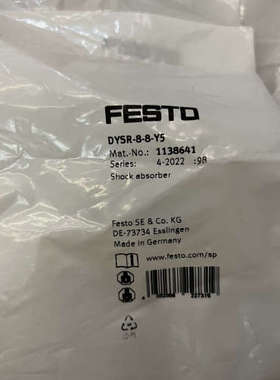 FESTO
DYSR-8-8-Y5
Mat.-No.: 1138641
Series: 4-2022 :98
Shock absorber
Festo SE & Co. KG
DE-73734 Esslingen
Made in Germany
www.festo.com/sp